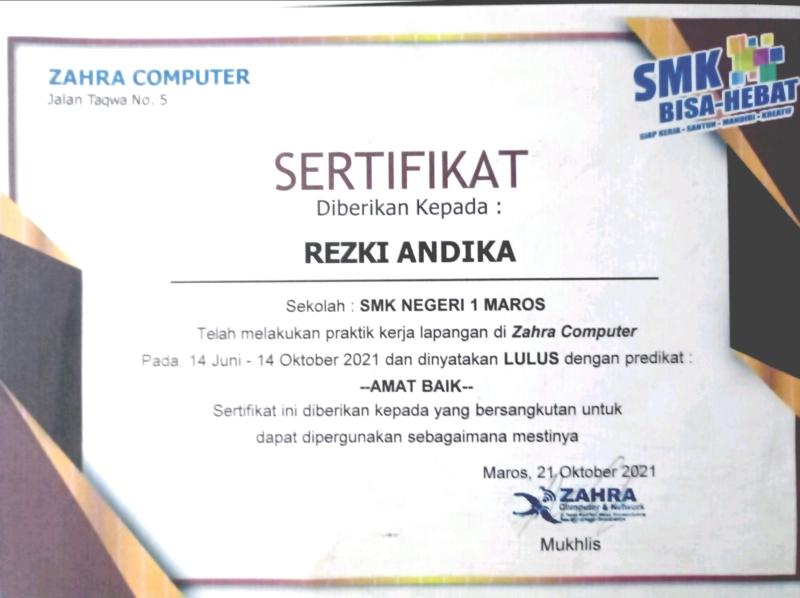 ZAHRA COMPUTER
Jalan Taqwa No. 5
SMK
BISA-HEBAT
SIAP KERJA - SANTUN - MANDIRI - KREATIF
SERTIFIKAT
Diberikan Kepada :
REZKI ANDIKA
Sekolah : SMK NEGERI 1 MAROS
Telah melakukan praktik kerja lapangan di Zahra Computer
Pada 14 Juni - 14 Oktober 2021 dan dinyatakan LULUS dengan predikat :
--AMAT BAIK--
Sertifikat ini diberikan kepada yang bersangkutan untuk
dapat dipergunakan sebagaimana mestinya
Maros, 21 Oktober 2021
ZAHRA
Computer & Network
Mukhlis